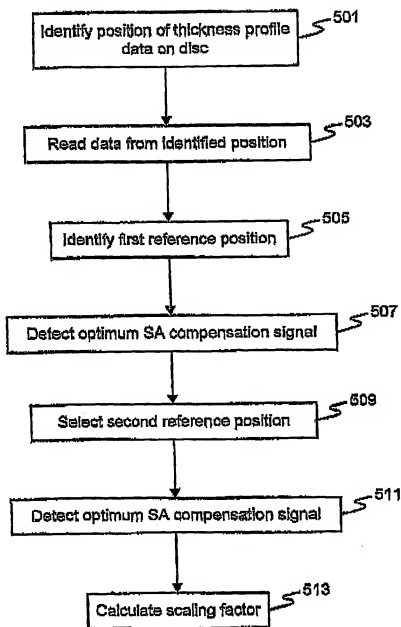 Identify position of thickness profile
data on disc
501
Read data from identified position
503
Identify first reference position
505
Detect optimum SA compensation signal
507
Select second reference position
509
Detect optimum SA compensation signal
511
Calculate scaling factor
513